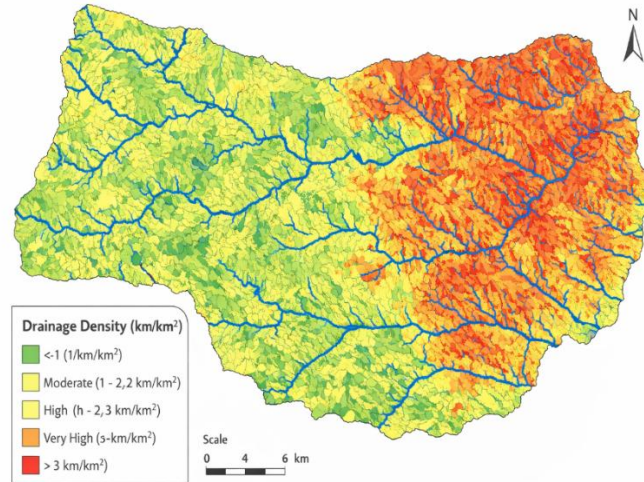 N
Drainage Density (km/km²)
<-1 (1/km/km²)
Moderate (1 - 2,2 km/km²)
High (h - 2,3 km/km²)
Very High (s-km/km²)
> 3 km/km²)
Scale
0 4 6 km